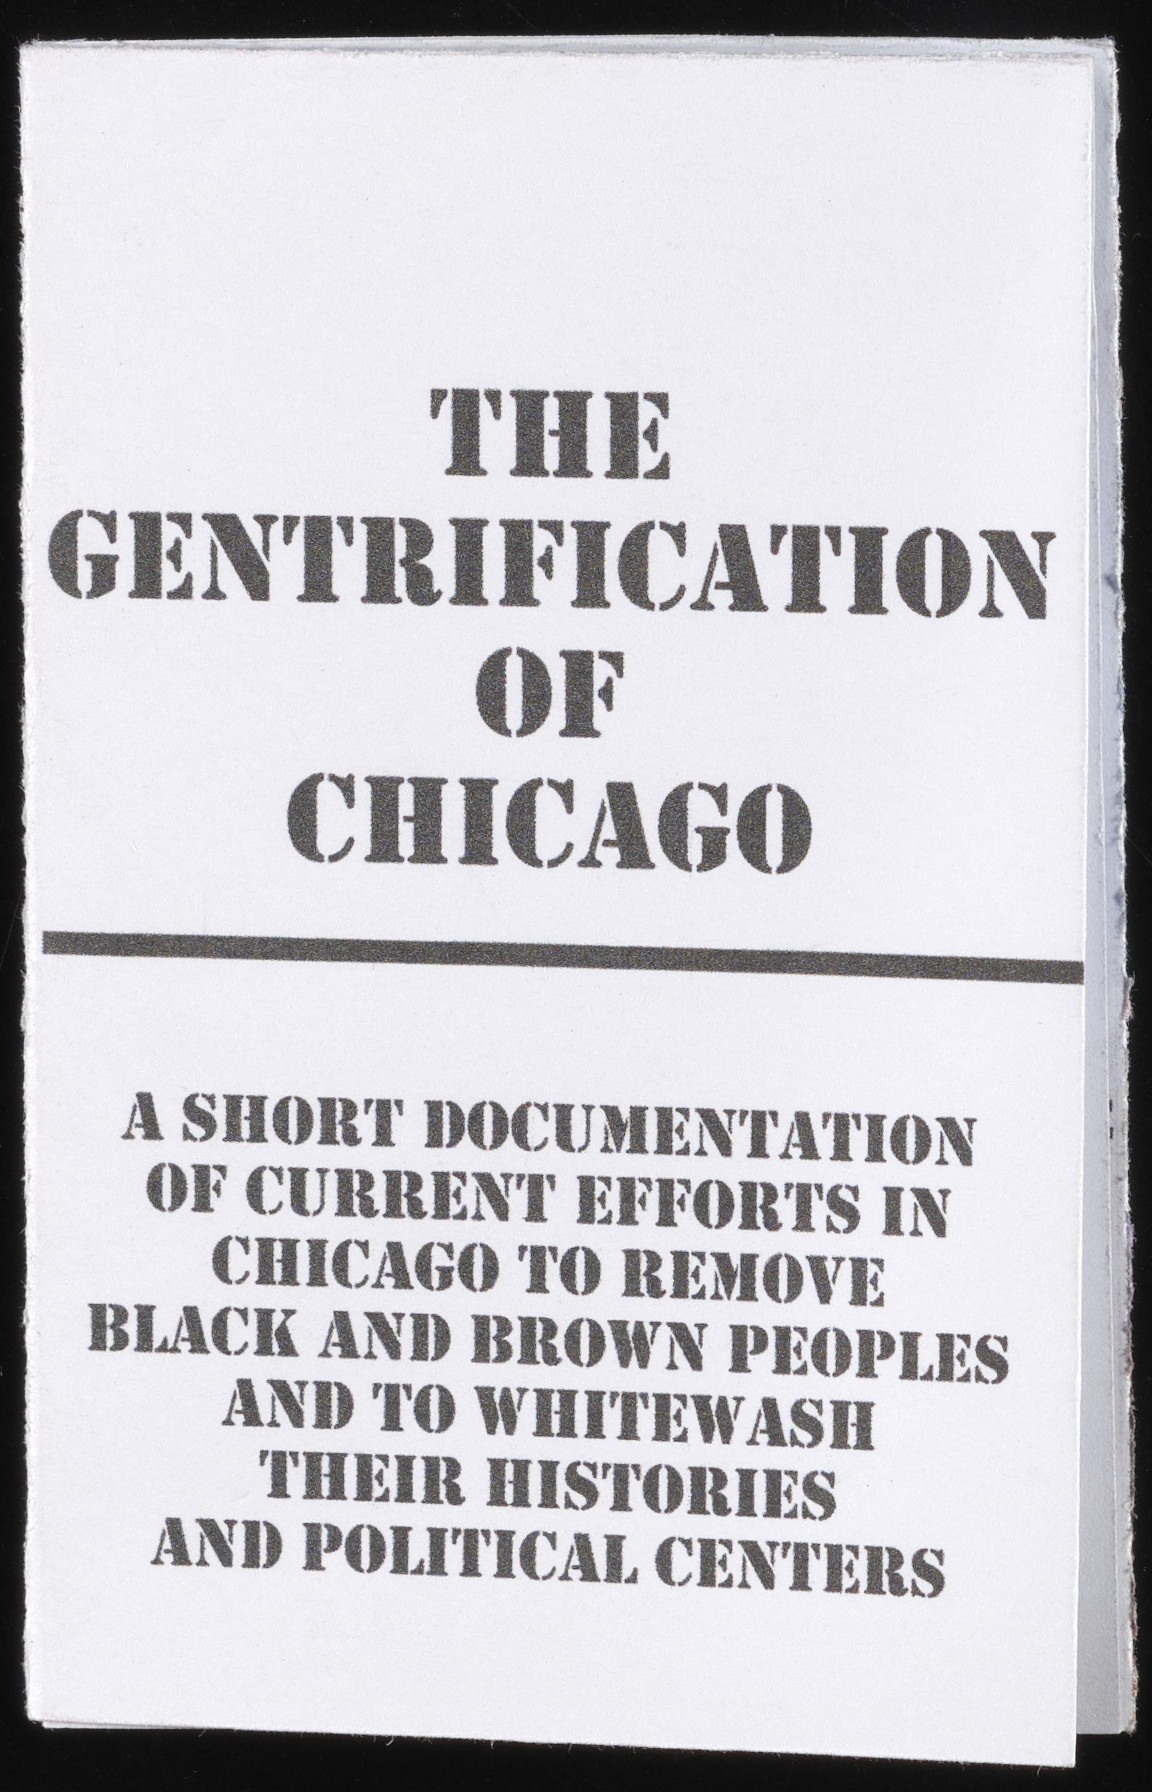 THE
GENTRIFICATION
OF
CHICAGO
A SHORT DOCUMENTATION
OF CURRENT EFFORTS IN
CHICAGO TO REMOVE
BLACK AND BROWN PEOPLES
AND TO WHITEWASH
THEIR HISTORIES
AND POLITICAL CENTERS